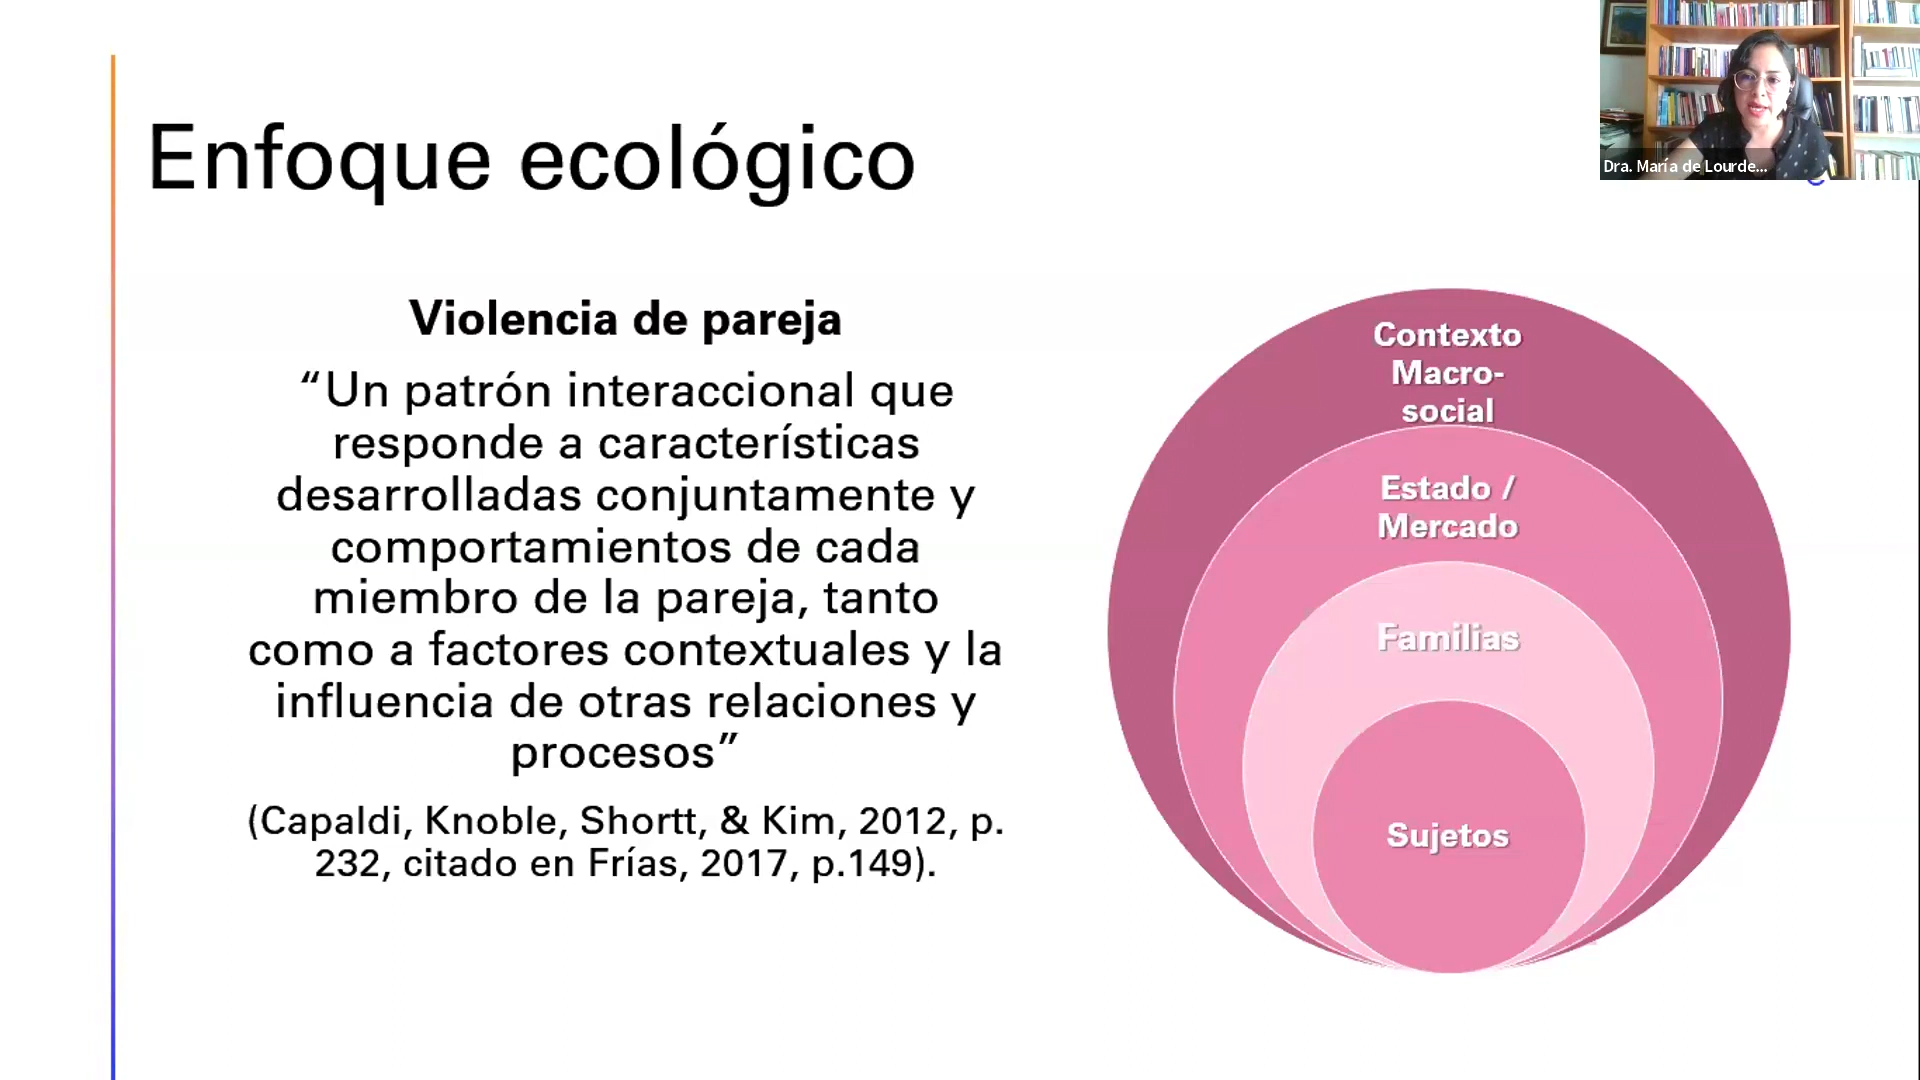 Enfoque ecológico
Violencia de pareja
“Un patrón interaccional que
responde a características
desarrolladas conjuntamente y
comportamientos de cada
miembro de la pareja, tanto
como a factores contextuales y la
influencia de otras relaciones y
procesos”
(Capaldi, Knoble, Shortt, & Kim, 2012, p.
232, citado en Frías, 2017, p.149).
Contexto
Macro-
social
Estado /
Mercado
Familias
Sujetos
Dra. María de Lourde...